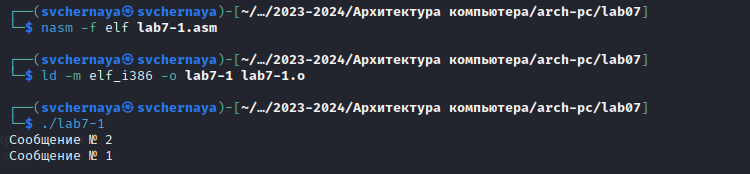 ┌──(svchernaya㉿svchernaya)-[~/…/2023-2024/Архитектура компьютера/arch-pc/lab07]
└─$ nasm -f elf lab7-1.asm
┌──(svchernaya㉿svchernaya)-[~/…/2023-2024/Архитектура компьютера/arch-pc/lab07]
└─$ ld -m elf_i386 -o lab7-1 lab7-1.o
┌──(svchernaya㉿svchernaya)-[~/…/2023-2024/Архитектура компьютера/arch-pc/lab07]
└─$ ./lab7-1
Сообщение № 2
Сообщение № 1